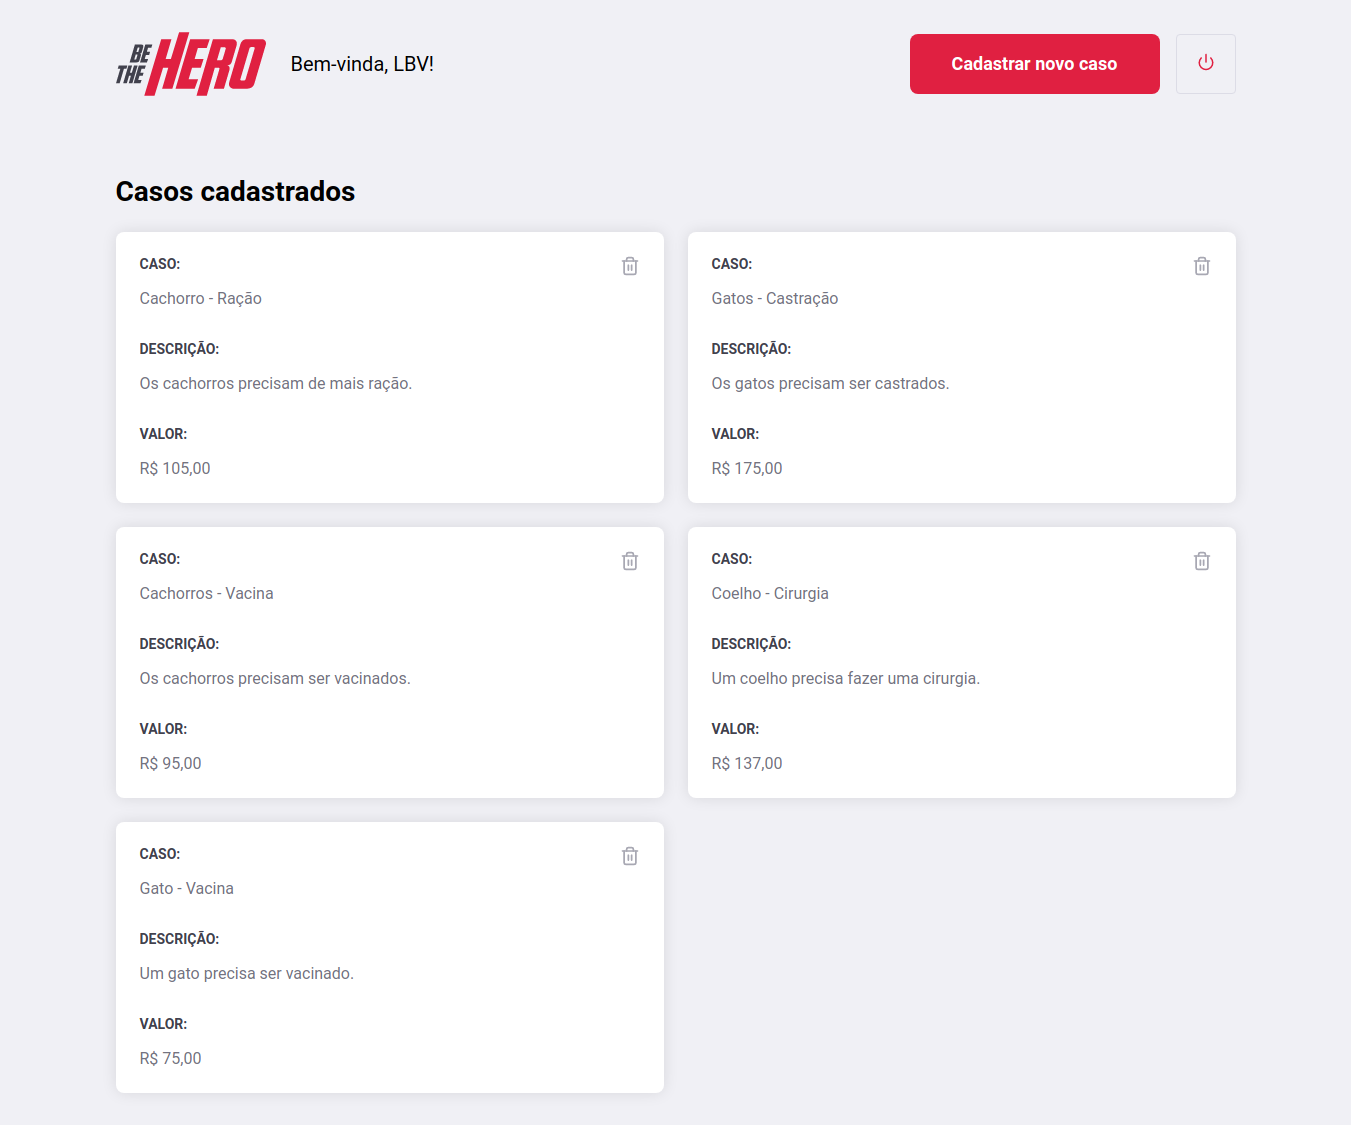 BE THE HERO
Bem-vinda, LBV!
Cadastrar novo caso
Casos cadastrados
CASO:
Cachorro - Ração
DESCRIÇÃO:
Os cachorros precisam de mais ração.
VALOR:
R$ 105,00
CASO:
Gatos - Castração
DESCRIÇÃO:
Os gatos precisam ser castrados.
VALOR:
R$ 175,00
CASO:
Cachorros - Vacina
DESCRIÇÃO:
Os cachorros precisam ser vacinados.
VALOR:
R$ 95,00
CASO:
Coelho - Cirurgia
DESCRIÇÃO:
Um coelho precisa fazer uma cirurgia.
VALOR:
R$ 137,00
CASO:
Gato - Vacina
DESCRIÇÃO:
Um gato precisa ser vacinado.
VALOR:
R$ 75,00